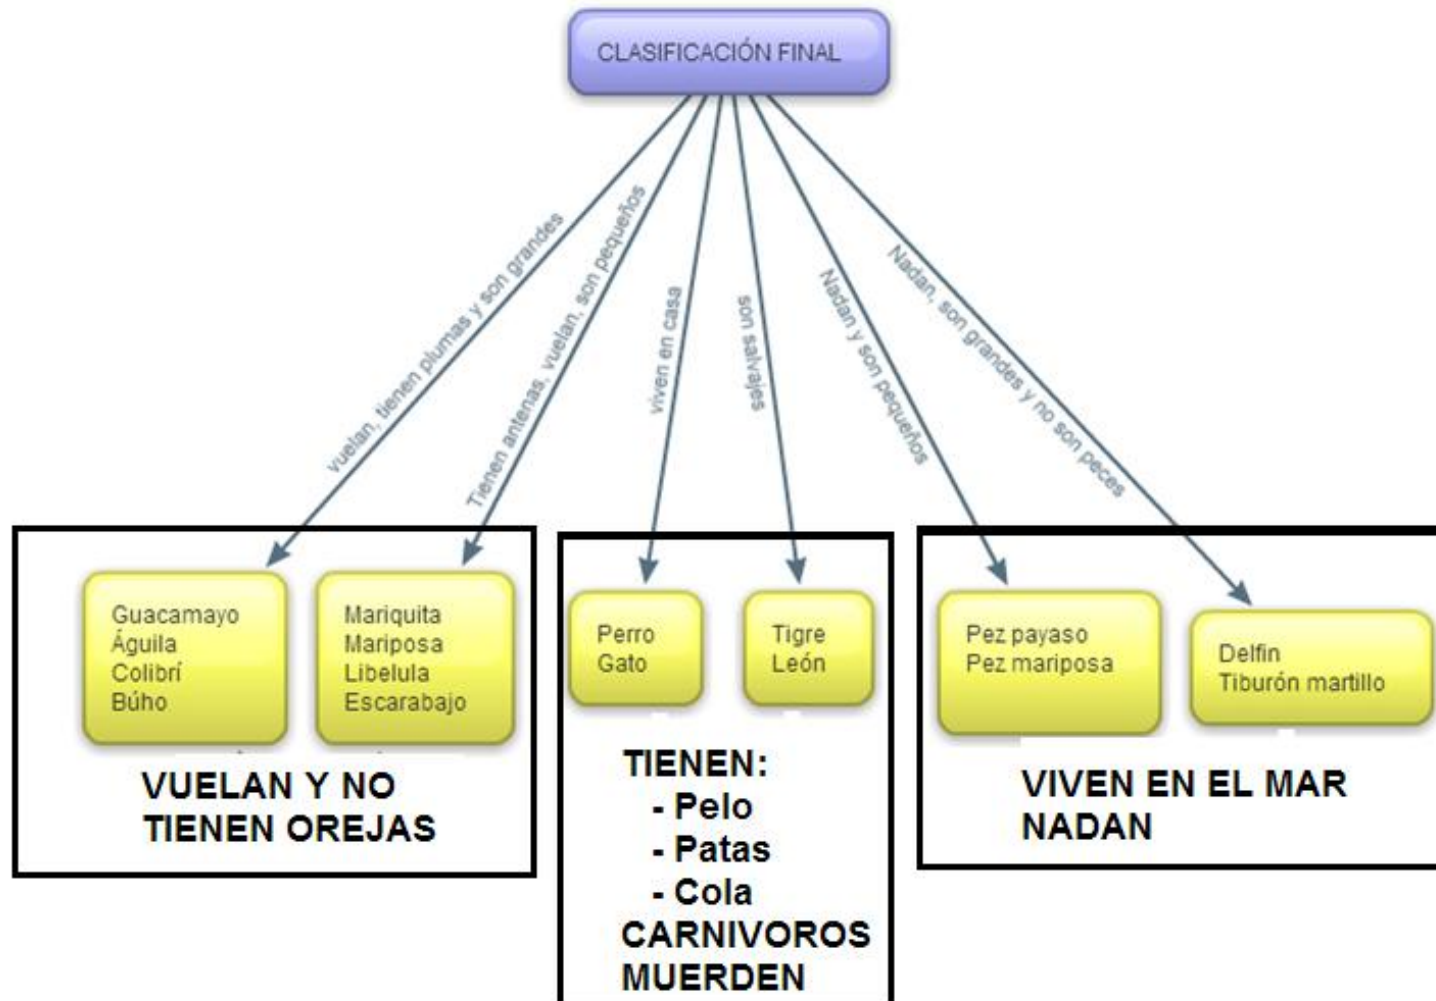 CLASIFICACIÓN FINAL
vuelan, tienen plumas y son grandes
Tienen antenas, vuelan, son pequeños
viven en casa
son salvajes
Nadan y son pequeños
Nadan, son grandes y no son peces
Guacamayo
Águila
Colibrí
Búho
Mariquita
Mariposa
Libelula
Escarabajo
VUELAN Y NO
TIENEN OREJAS
Perro
Gato
Tigre
León
TIENEN:
- Pelo
- Patas
- Cola
CARNIVOROS
MUERDEN
Pez payaso
Pez mariposa
Delfin
Tiburón martillo
VIVEN EN EL MAR
NADAN